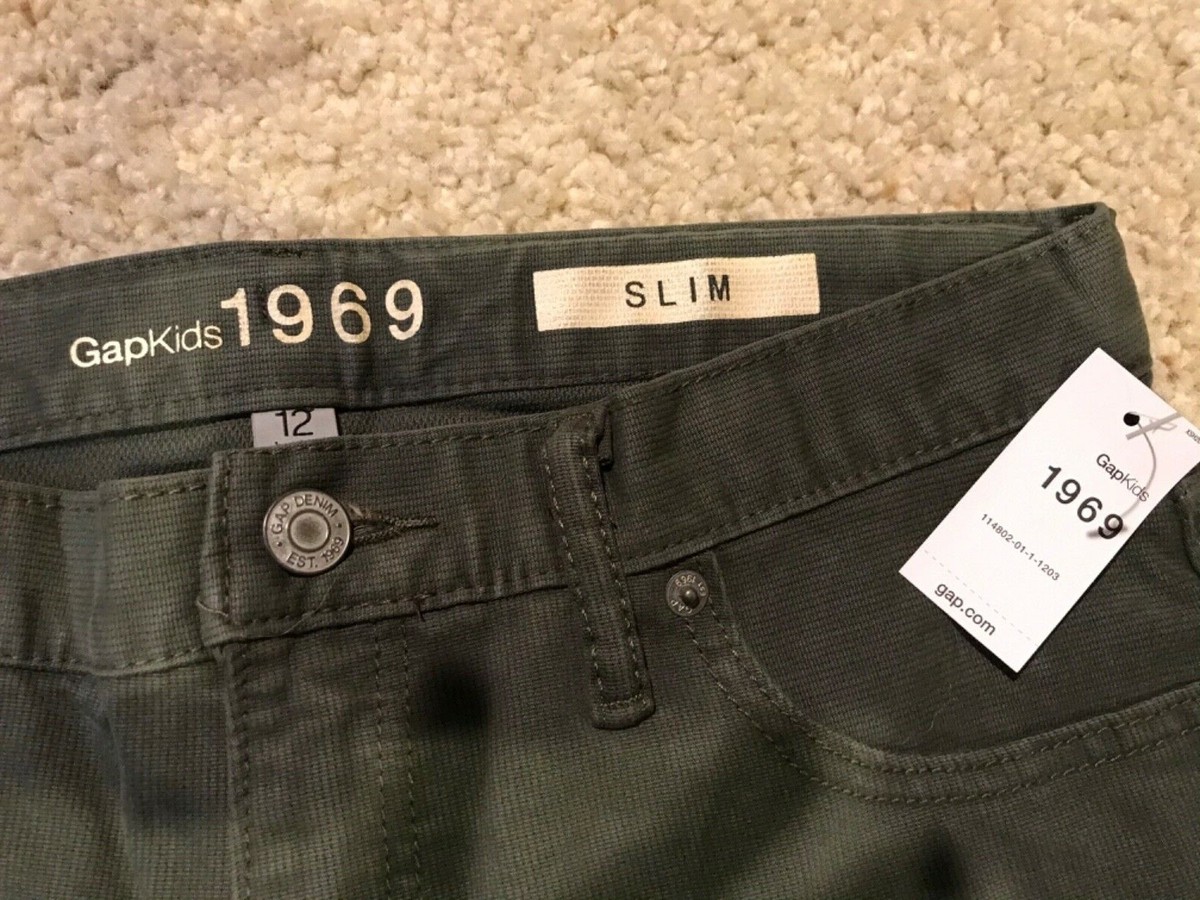 GapKids 1969
SLIM
12
GAP DENIM
EST. 1969
GapKids
1969
114802-01-1-1203
gap.com